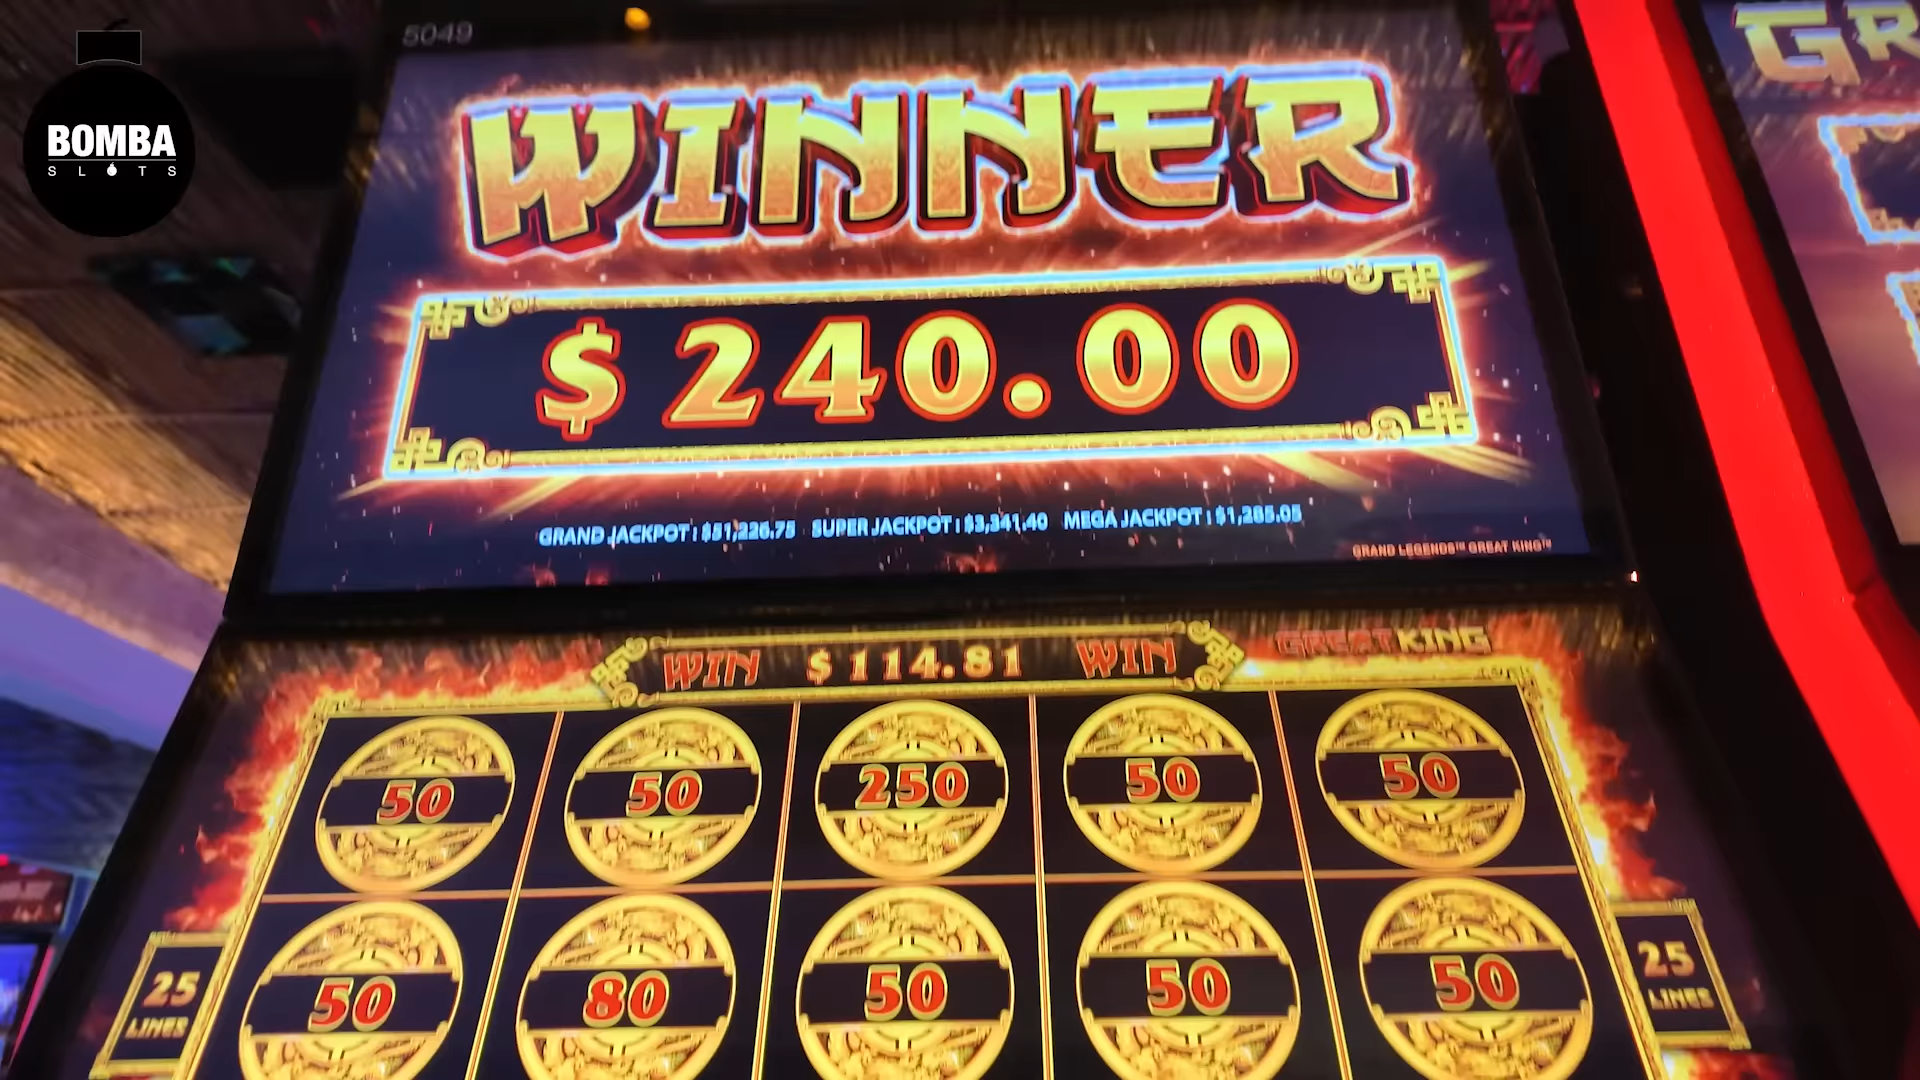 5049
BOMBA
SLOTS
WINNER
$240.00
GRAND JACKPOT : $51,226.75 SUPER JACKPOT : $3,341.40 MEGA JACKPOT : $1,285.05
GRAND LEGENDS™ GREAT KING™
WIN $114.81 WIN
GREAT KING
50 50 250 50 50
50 80 50 50 50
25
LINES
25
LINES